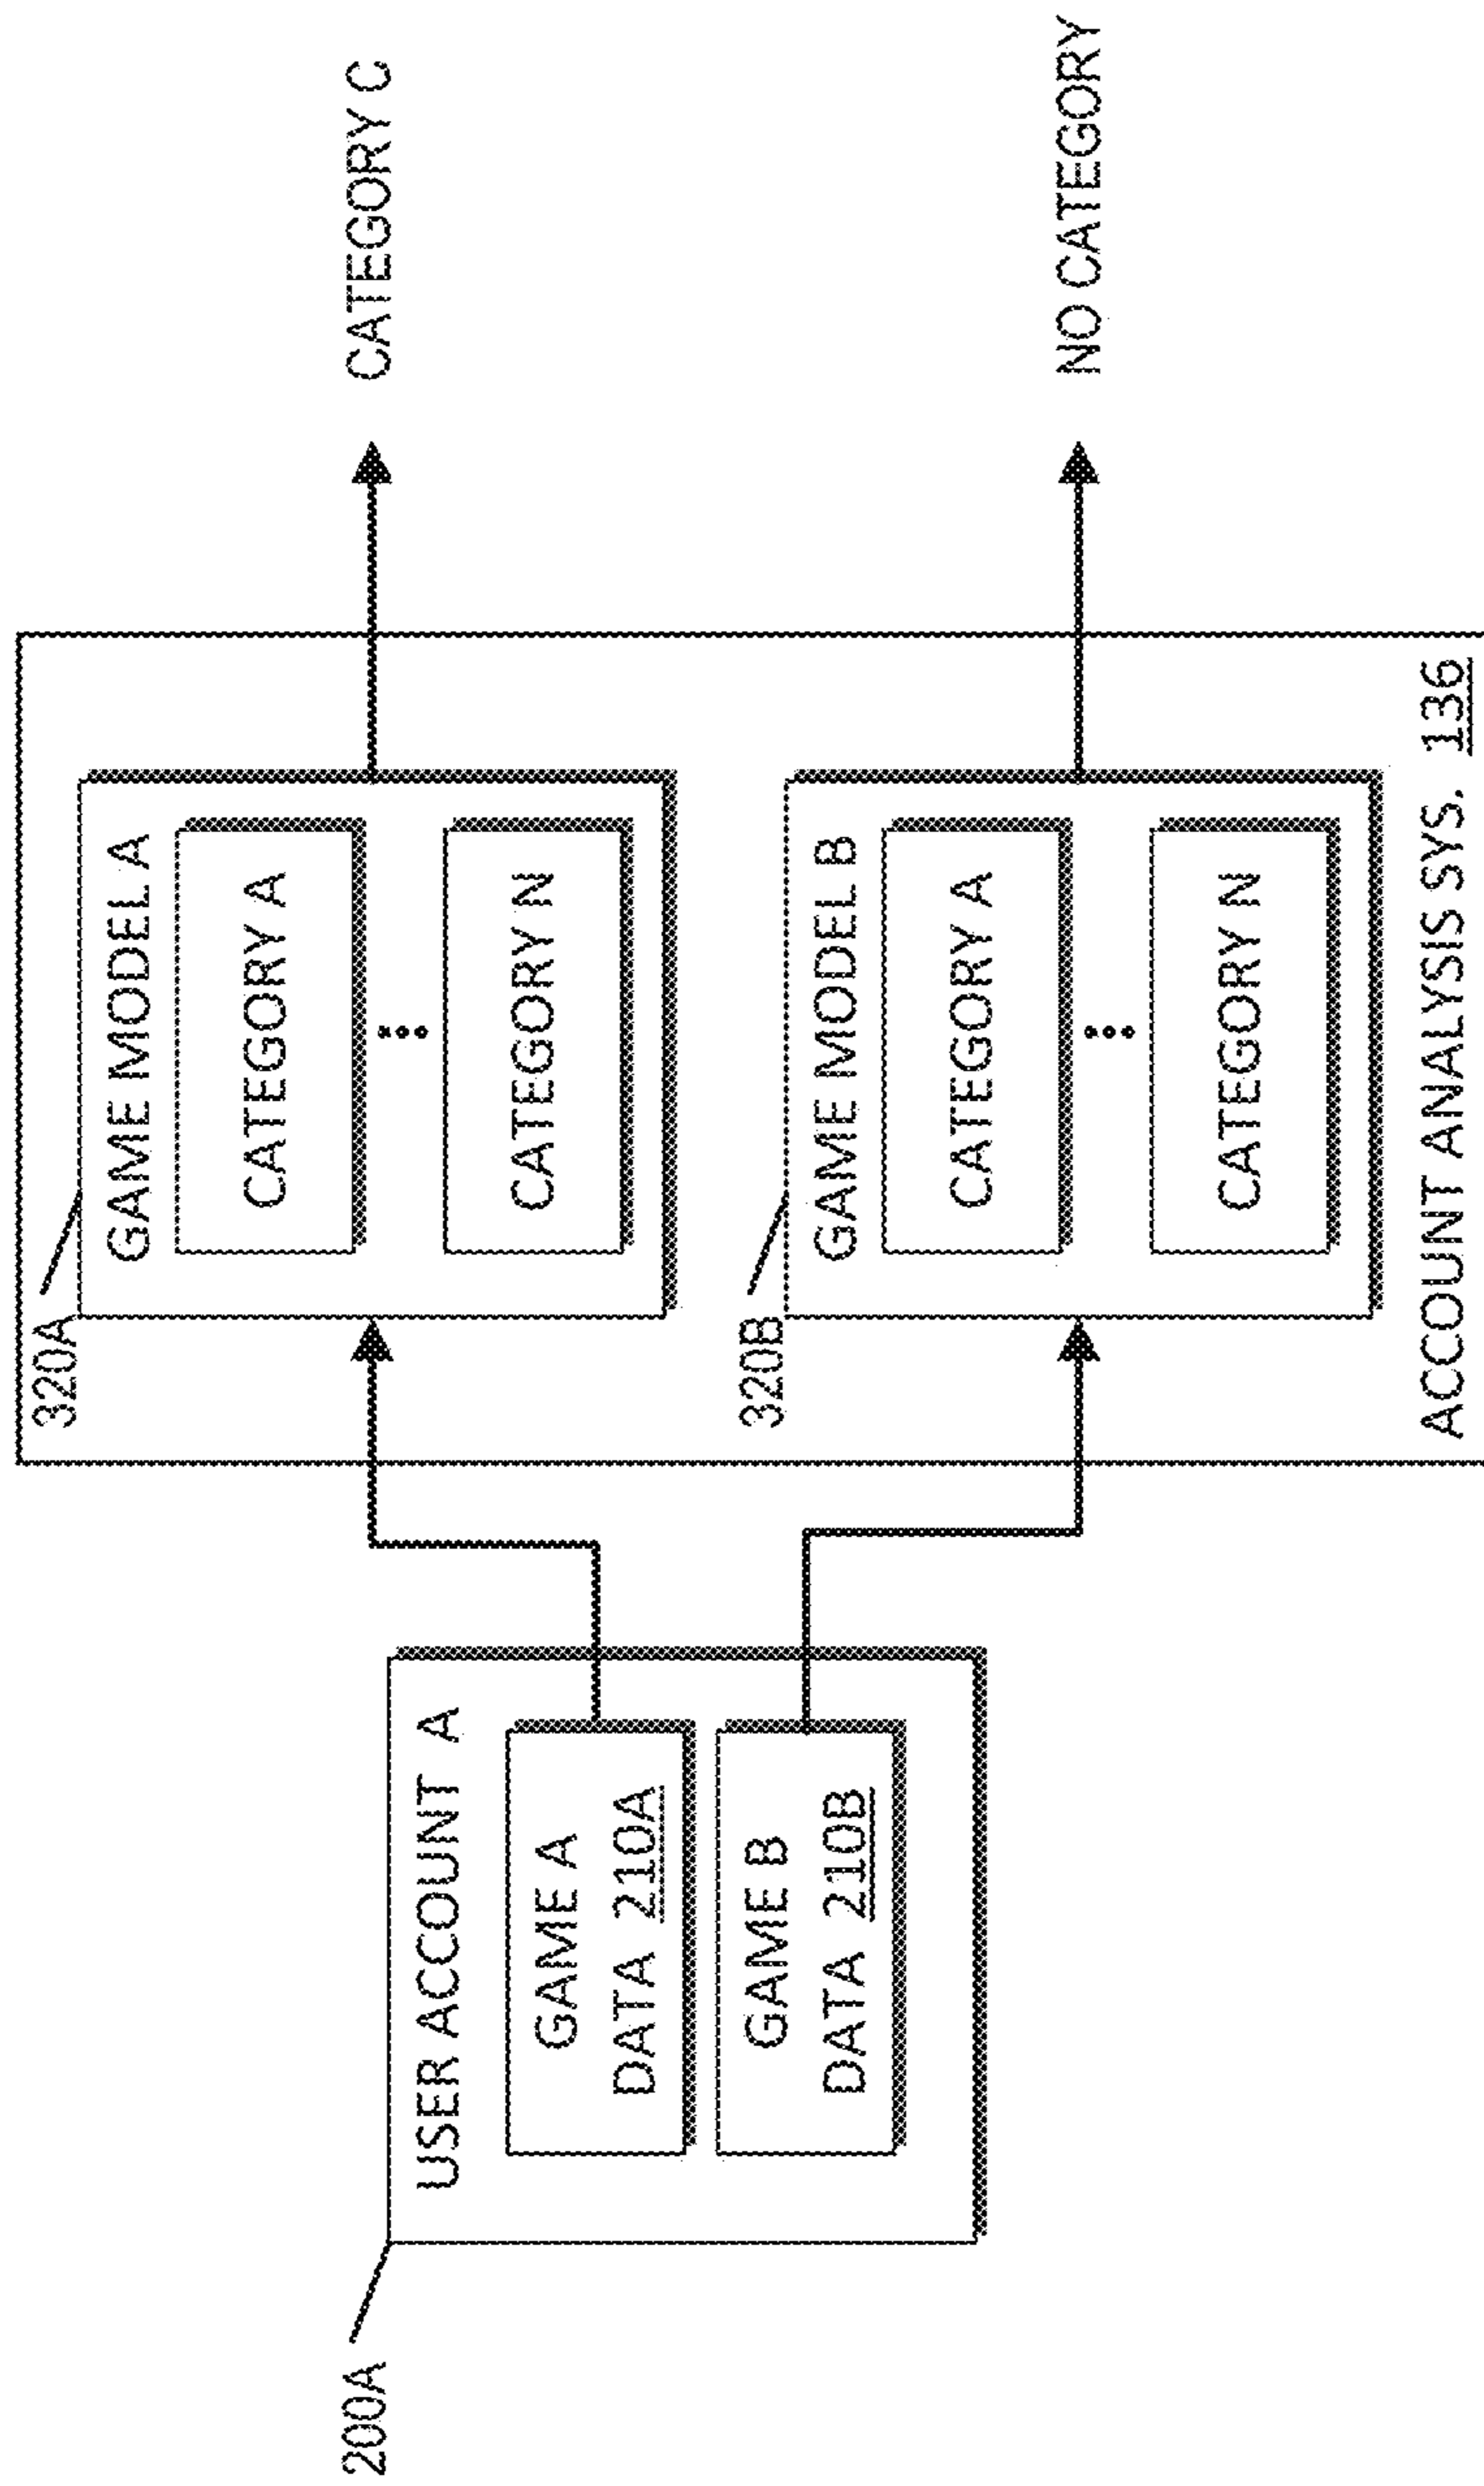 200A
USER ACCOUNT A
GAME A
DATA 210A
GAME B
DATA 210B
320A
GAME MODEL A
CATEGORY A
...
CATEGORY N
320B
GAME MODEL B
CATEGORY A
...
CATEGORY N
ACCOUNT ANALYSIS SYS. 136
CATEGORY C
NO CATEGORY